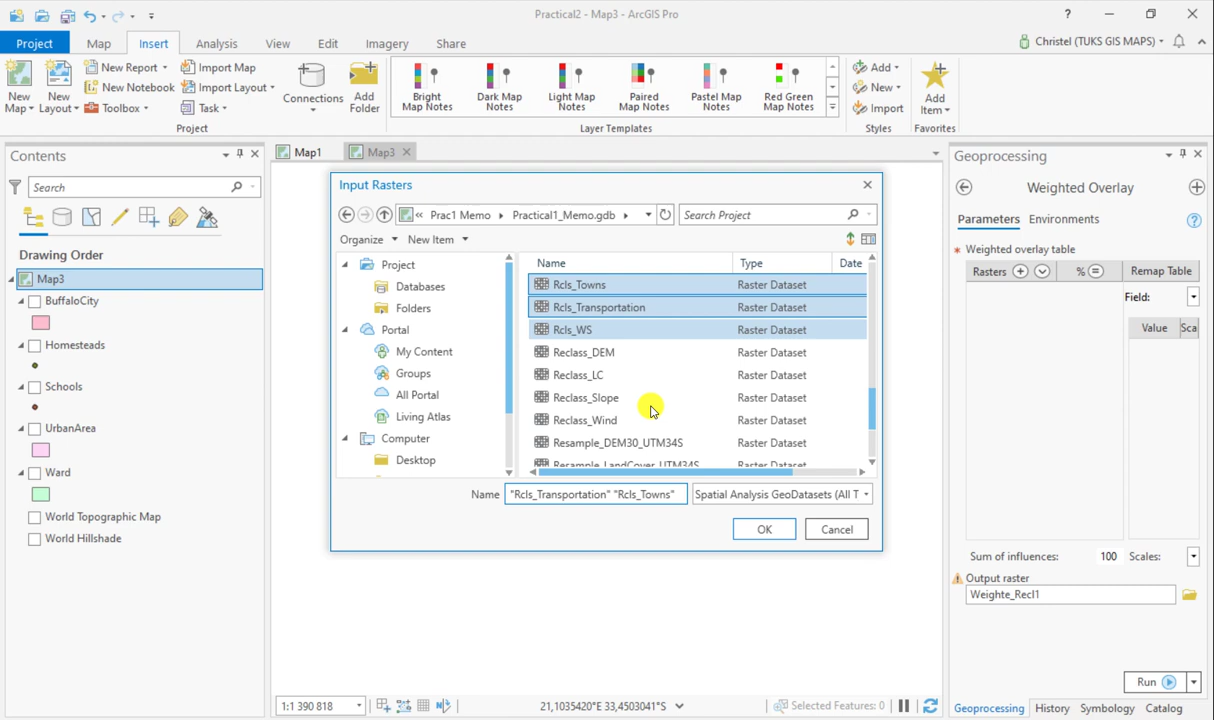 Practical2 - Map3 - ArcGIS Pro
?
Project Map Insert Analysis View Edit Imagery Share
Christel (TUKS GIS MAPS)
New Map
New Layout
New Report
New Notebook
Toolbox
Import Map
Import Layout
Task
Connections
Add Folder
Bright Map Notes
Dark Map Notes
Light Map Notes
Paired Map Notes
Pastel Map Notes
Red Green Map Notes
Add
New
Import
Add Item
Project
Layer Templates
Styles
Favorites
Contents
Search
Drawing Order
Map3
BuffaloCity
Homesteads
Schools
UrbanArea
Ward
World Topographic Map
World Hillshade
Map1 Map3
Input Rasters
« Prac1 Memo Practical1_Memo.gdb
Search Project
Organize New Item
Project
Databases
Folders
Portal
My Content
Groups
All Portal
Living Atlas
Computer
Desktop
Name Type Date
Rcls_Towns Raster Dataset
Rcls_Transportation Raster Dataset
Rcls_WS Raster Dataset
Reclass_DEM Raster Dataset
Reclass_LC Raster Dataset
Reclass_Slope Raster Dataset
Reclass_Wind Raster Dataset
Resample_DEM30_UTM34S Raster Dataset
Resample_LandCover_UTM34S Raster Dataset
Name "Rcls_Transportation" "Rcls_Towns" Spatial Analysis GeoDatasets (All T
OK Cancel
1:1 390 818
21,1035420°E 33,4503041°S
Selected Features: 0
Geoprocessing
Weighted Overlay
Parameters Environments
?
* Weighted overlay table
Rasters % Remap Table
Field:
Value Sca
Sum of influences: 100 Scales:
Output raster
Weighte_Recl1
Run
Geoprocessing History Symbology Catalog